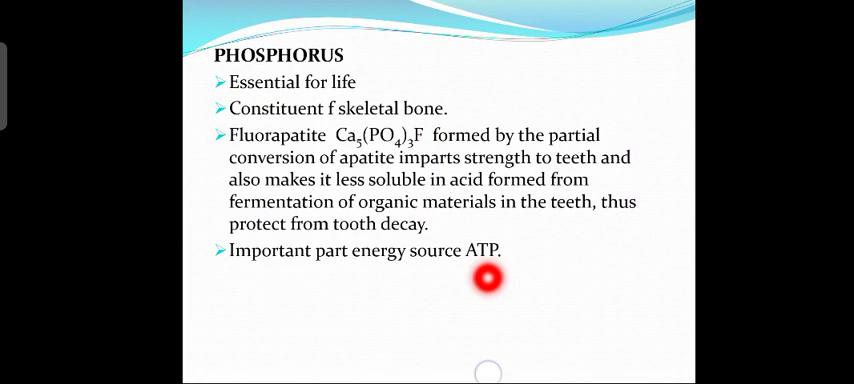 PHOSPHORUS
➢Essential for life
➢Constituent f skeletal bone.
➢Fluorapatite Ca₅(PO₄)₃F formed by the partial
conversion of apatite imparts strength to teeth and
also makes it less soluble in acid formed from
fermentation of organic materials in the teeth, thus
protect from tooth decay.
➢Important part energy source ATP.